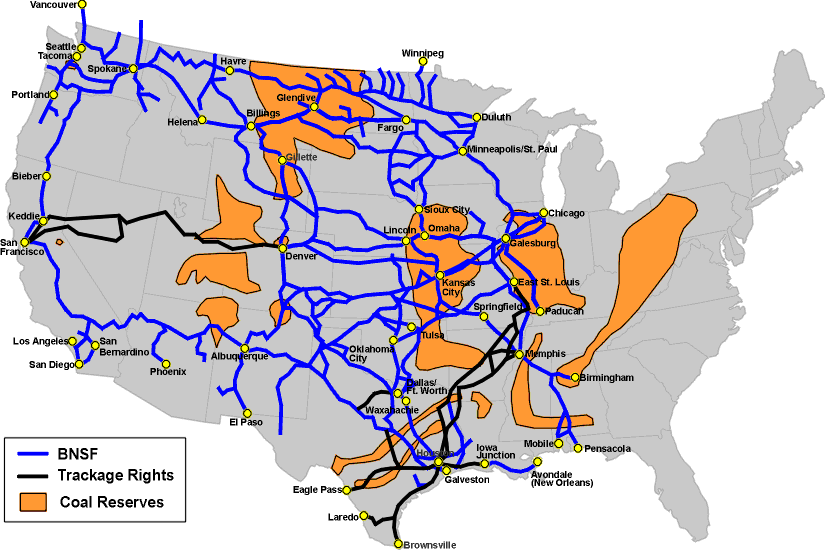 Vancouver
Seattle
Tacoma
Spokane
Portland
Havre
Winnipeg
Helena
Billings
Glendive
Fargo
Duluth
Minneapolis/St. Paul
Gillette
Bieber
Keddie
San
Francisco
Sioux City
Chicago
Lincoln
Omaha
Galesburg
Denver
Kansas
City
East St. Louis
Springfield
Paducan
Los Angeles
San
Bernardino
San Diego
Phoenix
Albuquerque
Oklahoma
City
Tulsa
Memphis
Birmingham
Dallas/
Ft. Worth
Waxahachie
El Paso
Mobile
Pensacola
Houston
Iowa
Junction
Galveston
Avondale
(New Orleans)
Eagle Pass
Laredo
Brownsville
BNSF
Trackage Rights
Coal Reserves